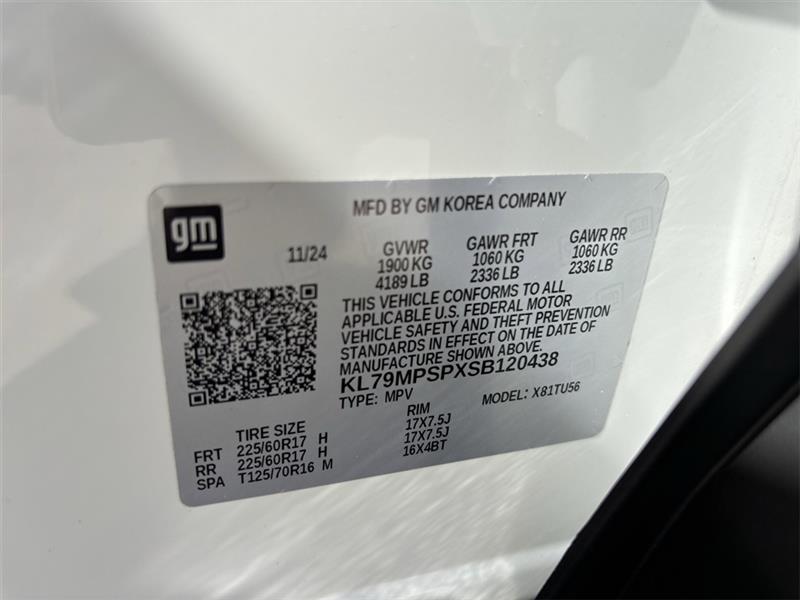 gm
MFD BY GM KOREA COMPANY
11/24
GVWR GAWR FRT GAWR RR
1900 KG 1060 KG 1060 KG
4189 LB 2336 LB 2336 LB
THIS VEHICLE CONFORMS TO ALL
APPLICABLE U.S. FEDERAL MOTOR
VEHICLE SAFETY AND THEFT PREVENTION
STANDARDS IN EFFECT ON THE DATE OF
MANUFACTURE SHOWN ABOVE.
KL79MPSPXSB120438
TYPE: MPV MODEL: X81TU56
TIRE SIZE RIM
FRT 225/60R17 H 17X7.5J
RR 225/60R17 H 17X7.5J
SPA T125/70R16 M 16X4BT